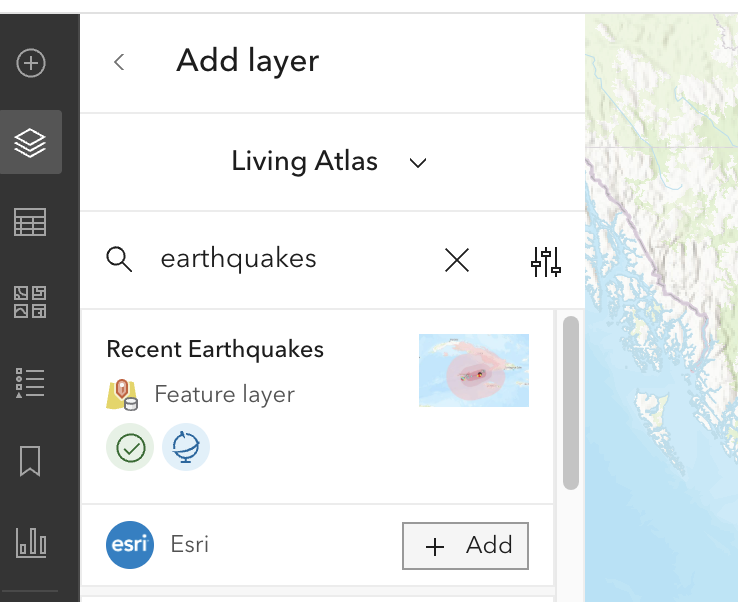 Add layer
Living Atlas
earthquakes
Recent Earthquakes
Feature layer
esri Esri
Add